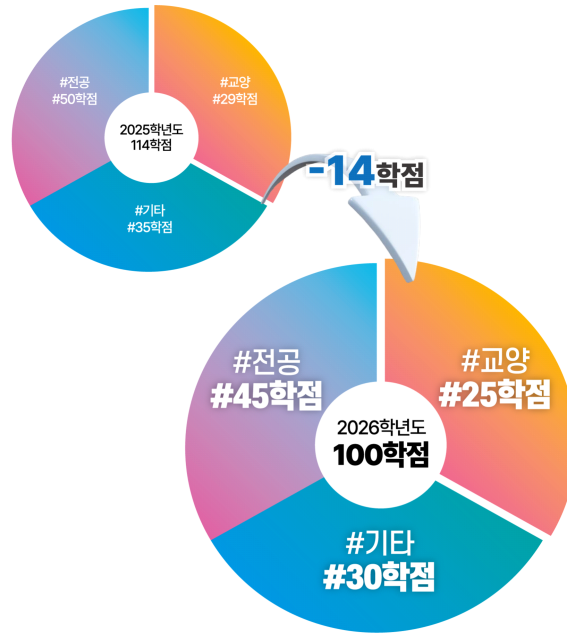 #전공
#50학점
#교양
#29학점
2025학년도
114학점
#기타
#35학점
-14학점
#전공
#45학점
#교양
#25학점
2026학년도
100학점
#기타
#30학점